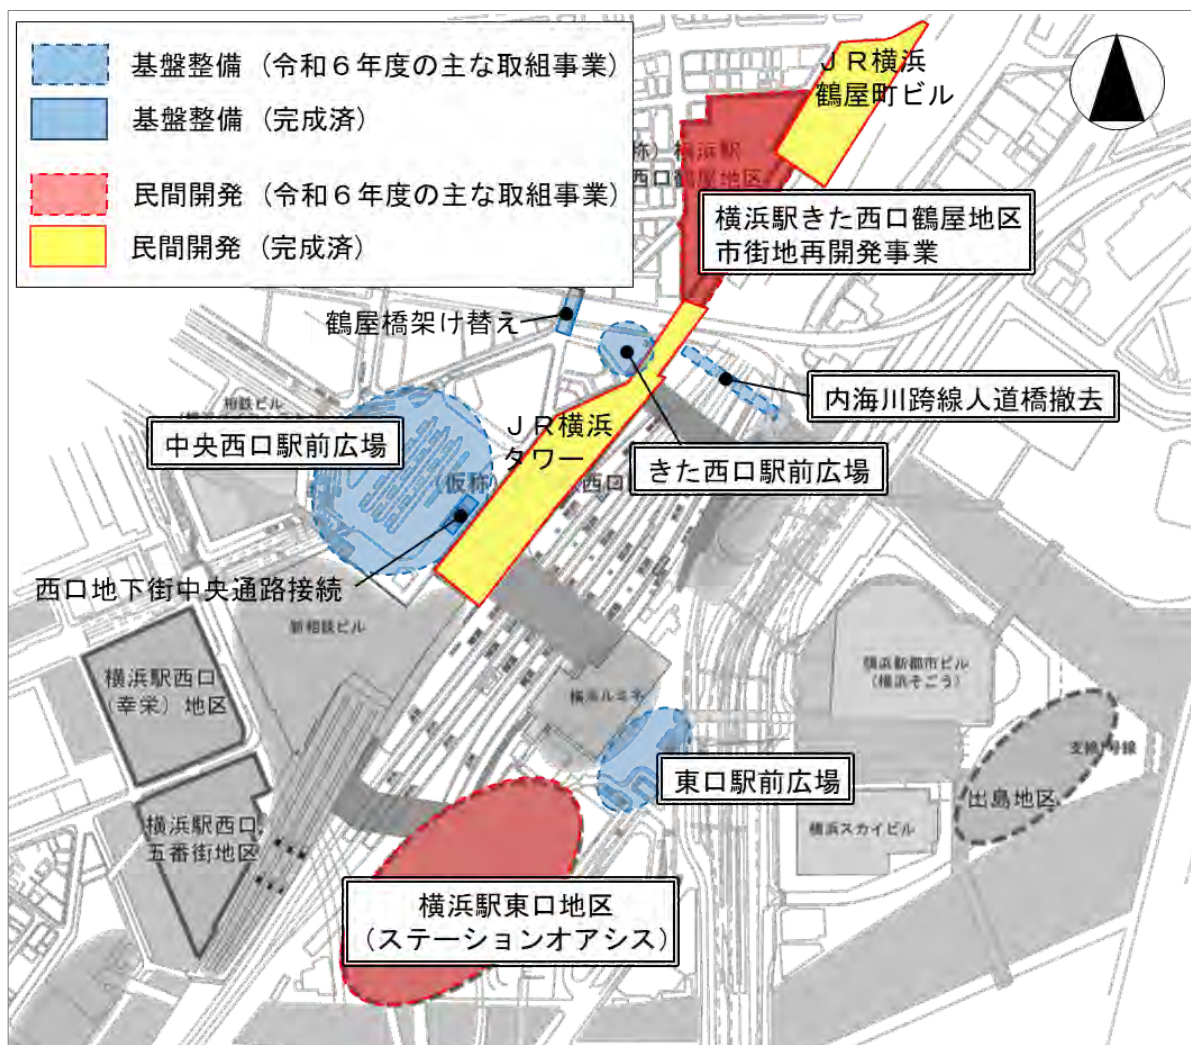 基盤整備（令和６年度の主な取組事業）
基盤整備（完成済）
民間開発（令和６年度の主な取組事業）
民間開発（完成済）
ＪＲ横浜
鶴屋町ビル
称）横浜駅
西口鶴屋地区
横浜駅きた西口鶴屋地区
市街地再開発事業
鶴屋橋架け替え
内海川跨線人道橋撤去
相鉄ビル
中央西口駅前広場
ＪＲ横浜
タワー
（仮称）
西口
きた西口駅前広場
西口地下街中央通路接続
新相鉄ビル
横浜駅西口
（幸栄）地区
横浜新都市ビル
（横浜そごう）
横浜ルミネ
支線1号線
東口駅前広場
出島地区
横浜駅西口
五番街地区
横浜スカイビル
横浜駅東口地区
（ステーションオアシス）